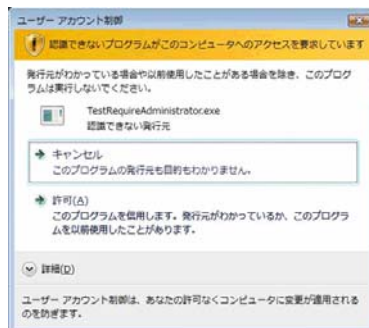 ユーザー アカウント制御
認識できないプログラムがこのコンピュータへのアクセスを要求しています
発行元がわかっている場合や以前使用したことがある場合を除き、このプログ
ラムは実行しないでください。
TestRequireAdministrator.exe
認識できない発行元
キャンセル
このプログラムの発行元も目的もわかりません。
許可(A)
このプログラムを信用します。発行元がわかっているか、このプログラ
ムを以前使用したことがあります。
詳細(D)
ユーザー アカウント制御は、あなたの許可なくコンピュータに変更が適用される
のを防ぎます。